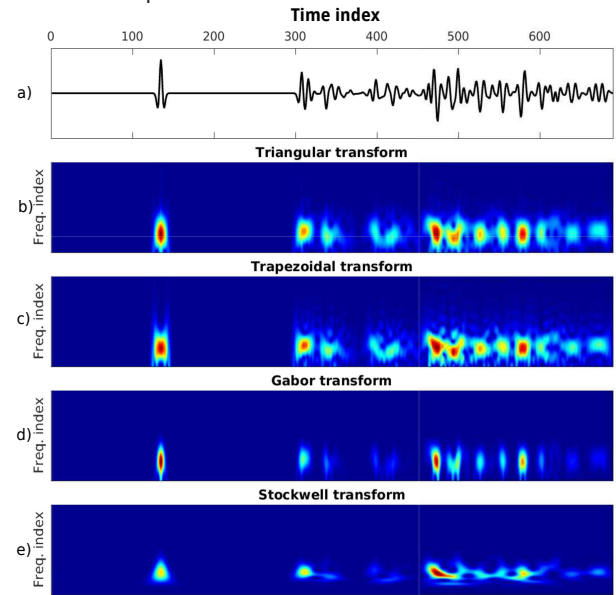 Time index
0 100 200 300 400 500 600
a)
Triangular transform
b) Freq. index
Trapezoidal transform
c) Freq. index
Gabor transform
d) Freq. index
Stockwell transform
e) Freq. index